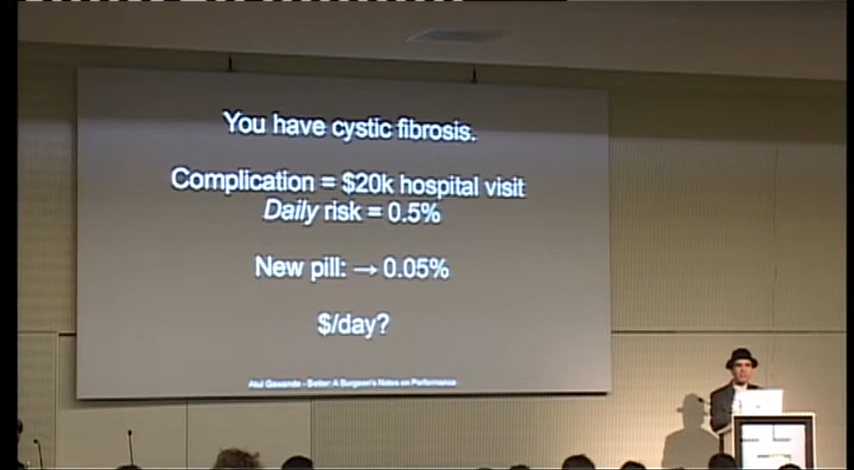 You have cystic fibrosis.
Complication = $20k hospital visit
Daily risk = 0.5%
New pill: → 0.05%
$/day?
Atul Gawande - Better: A Surgeon's Notes on Performance